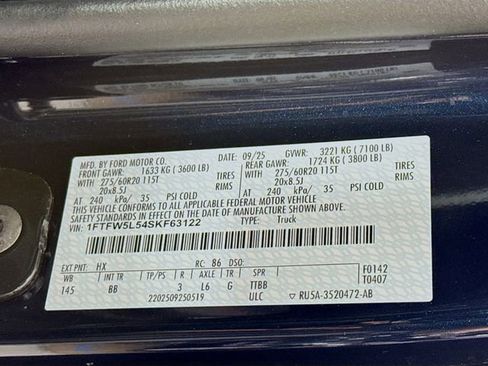 MFD. BY FORD MOTOR CO. DATE: 09/25 GVWR: 3221 KG ( 7100 LB)
FRONT GAWR: 1633 KG ( 3600 LB) REAR GAWR: 1724 KG ( 3800 LB)
WITH 275/60R20 115T TIRES WITH 275/60R20 115T TIRES
20x8.5J RIMS 20x8.5J RIMS
AT 240 kPa/ 35 PSI COLD AT 240 kPa/ 35 PSI COLD
THIS VEHICLE CONFORMS TO ALL APPLICABLE FEDERAL MOTOR VEHICLE
SAFETY STANDARDS IN EFFECT ON THE DATE OF MANUFACTURE SHOWN ABOVE.
VIN: 1FTFW5L54SKF63122 TYPE: Truck
EXT PNT: HX RC: 86 DSO: F0142
WB BB TP/PS R AXLE TR SPR T0407
145 BB 3 L6 G TTBB
2202509250519 ULC RU5A-3520472-AB